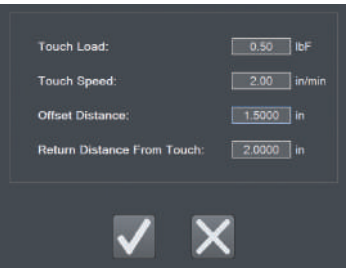 Touch Load: 0.50 lbF
Touch Speed: 2.00 in/min
Offset Distance: 1.5000 in
Return Distance From Touch: 2.0000 in